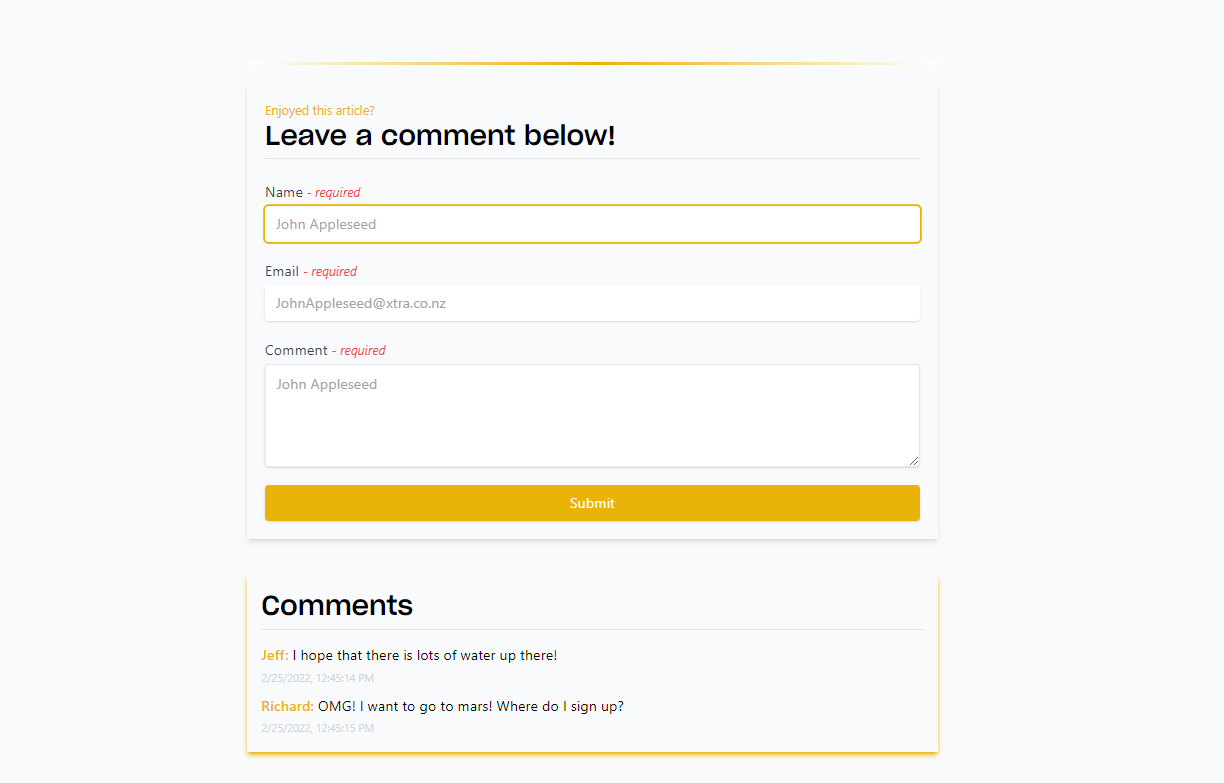 Enjoyed this article?
Leave a comment below!
Name - required
John Appleseed
Email - required
JohnAppleseed@xtra.co.nz
Comment - required
John Appleseed
Submit
Comments
Jeff: I hope that there is lots of water up there!
2/25/2022, 12:45:14 PM
Richard: OMG! I want to go to mars! Where do I sign up?
2/25/2022, 12:45:15 PM